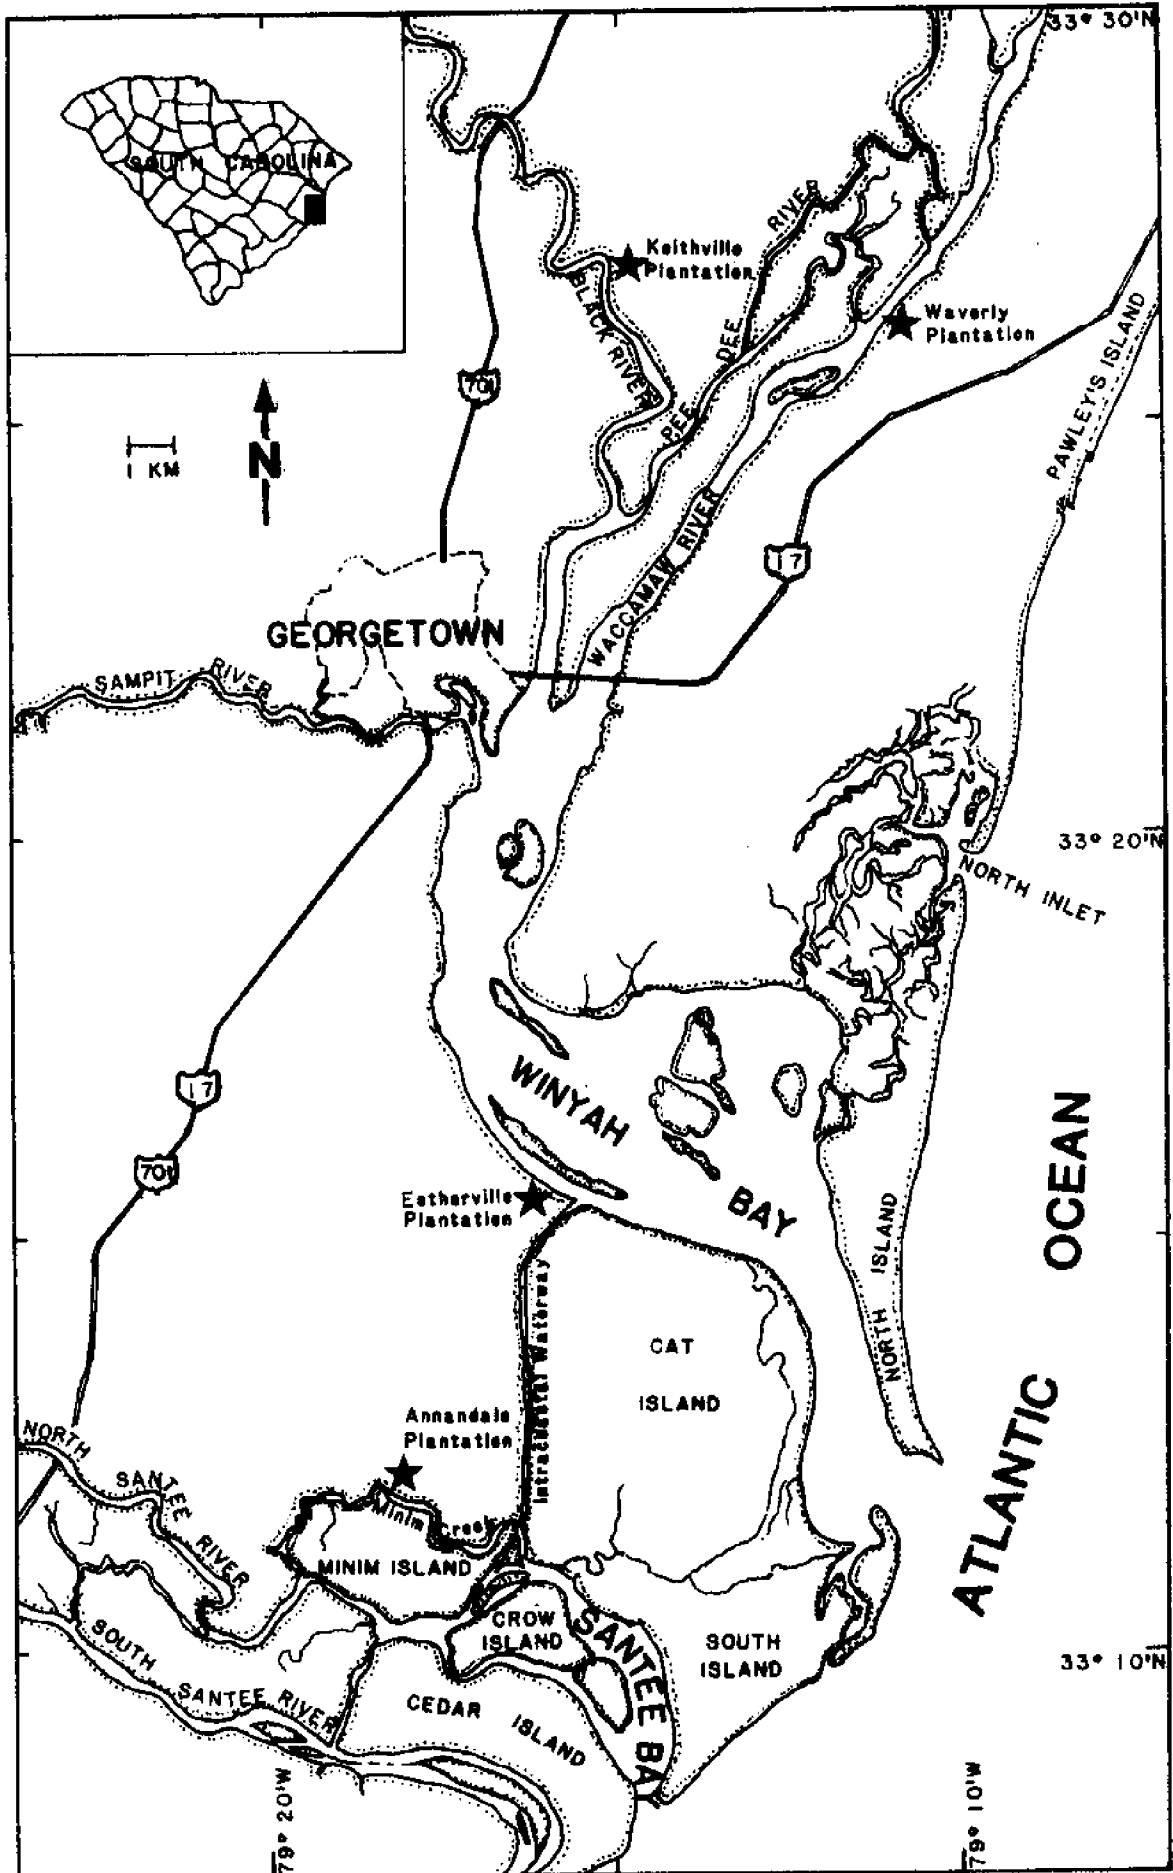 33° 30'N
SOUTH CAROLINA
Keithville
Plantation
BLACK RIVER
PEE DEE RIVER
Waverly
Plantation
PAWLEY'S ISLAND
701
1 KM
N
WACCAMAW RIVER
17
GEORGETOWN
SAMPIT RIVER
33° 20'N
NORTH INLET
WINYAH
BAY
17
701
Estherville
Plantation
Intracoastal Waterway
CAT
ISLAND
NORTH ISLAND
ATLANTIC OCEAN
Annandale
Plantation
Minim Creek
NORTH
SANTEE
RIVER
MINIM ISLAND
CROW
ISLAND
SANTEE BAY
SOUTH
ISLAND
33° 10'N
SOUTH
SANTEE RIVER
CEDAR ISLAND
79° 20'W
79° 10'W